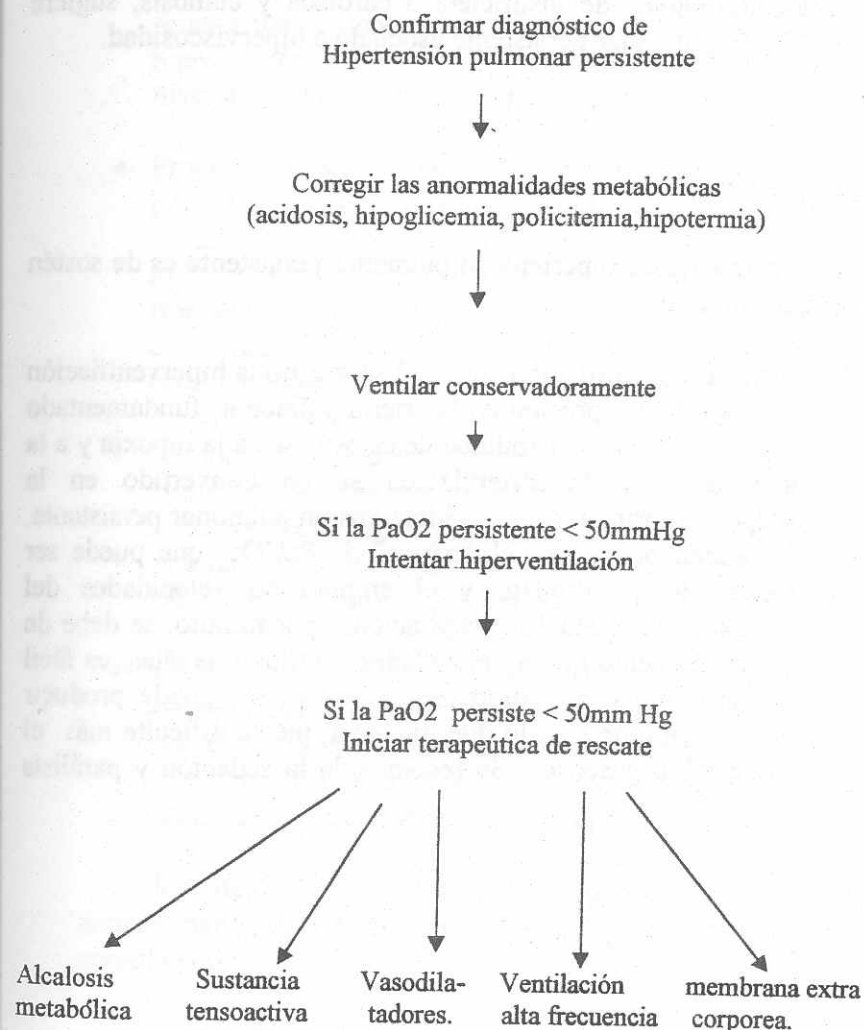 Confirmar diagnóstico de
Hipertensión pulmonar persistente
Corregir las anormalidades metabólicas
(acidosis, hipoglicemia, policitemia,hipotermia)
Ventilar conservadoramente
Si la PaO2 persistente < 50mmHg
Intentar.hiperventilación
Si la PaO2 persiste < 50mm Hg
Iniciar terapeútica de rescate
Alcalosis
metabólica
Sustancia
tensoactiva
Vasodila-
tadores.
Ventilación
alta frecuencia
membrana extra
corporea.